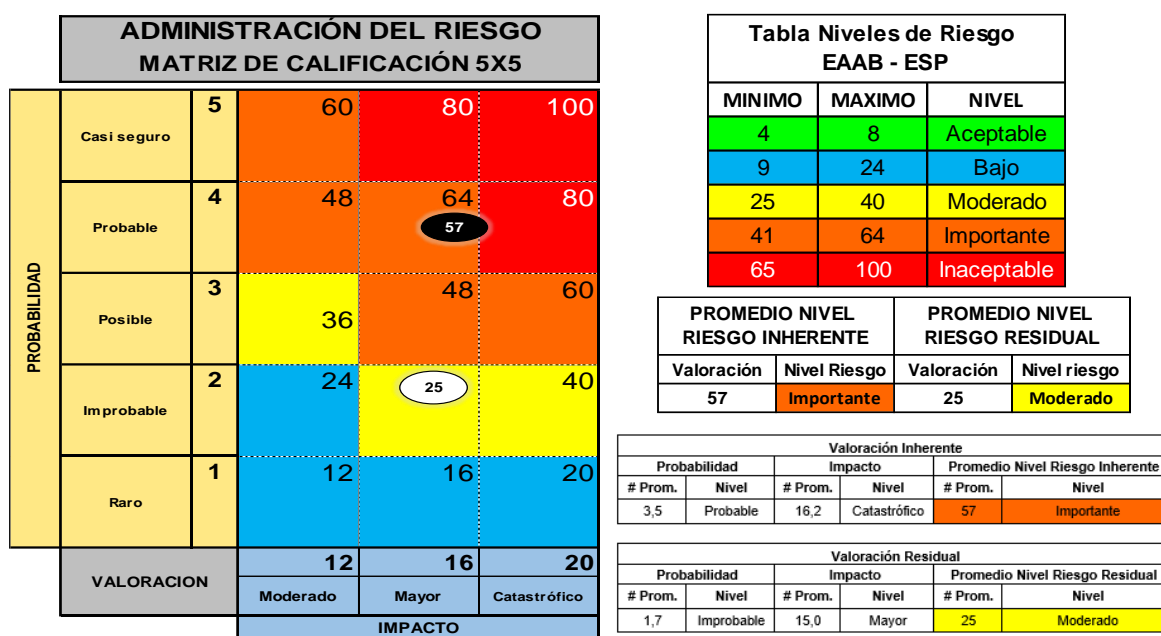 ADMINISTRACIÓN DEL RIESGO
MATRIZ DE CALIFICACIÓN 5X5
PROBABILIDAD
Casi seguro 5 60 80 100
Probable 4 48 64 80
57
Posible 3 36 48 60
Improbable 2 24 25 40
Raro 1 12 16 20
VALORACION 12 16 20
Moderado Mayor Catastrófico
IMPACTO
Tabla Niveles de Riesgo
EAAB - ESP
MINIMO MAXIMO NIVEL
4 8 Aceptable
9 24 Bajo
25 40 Moderado
41 64 Importante
65 100 Inaceptable
PROMEDIO NIVEL RIESGO INHERENTE PROMEDIO NIVEL RIESGO RESIDUAL
Valoración Nivel Riesgo Valoración Nivel riesgo
57 Importante 25 Moderado
Valoración Inherente
Probabilidad Impacto Promedio Nivel Riesgo Inherente
# Prom. Nivel # Prom. Nivel # Prom. Nivel
3,5 Probable 16,2 Catastrófico 57 Importante
Valoración Residual
Probabilidad Impacto Promedio Nivel Riesgo Residual
# Prom. Nivel # Prom. Nivel # Prom. Nivel
1,7 Improbable 15,0 Mayor 25 Moderado